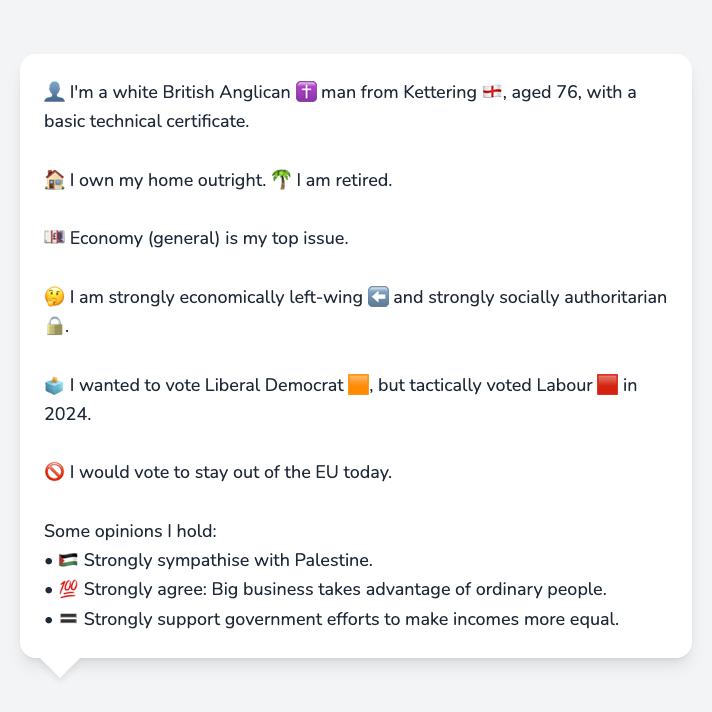 👤 I'm a white British Anglican ✝️ man from Kettering 🏴󠁧󠁢󠁥󠁮󠁧󠁿, aged 76, with a
basic technical certificate.
🏠 I own my home outright. 🌴 I am retired.
💷 Economy (general) is my top issue.
🤔 I am strongly economically left-wing ⬅️ and strongly socially authoritarian
🔒.
🗳️ I wanted to vote Liberal Democrat 🟧, but tactically voted Labour 🟥 in
2024.
🚫 I would vote to stay out of the EU today.
Some opinions I hold:
• 🇵🇸 Strongly sympathise with Palestine.
• 💯 Strongly agree: Big business takes advantage of ordinary people.
• 🟰 Strongly support government efforts to make incomes more equal.